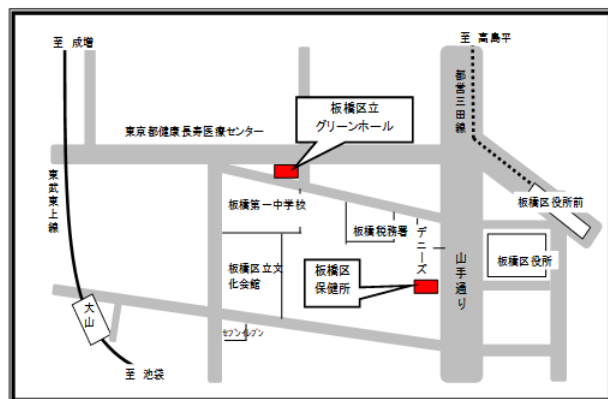 至 成増
至 高島平
都営三田線
板橋区立
グリーンホール
東京都健康長寿医療センター
東武東上線
板橋区役所前
板橋第一中学校
板橋税務署
デニーズ
山手通り
板橋区役所
板橋区立文
化会館
板橋区
保健所
大山
セブンイレブン
至 池袋